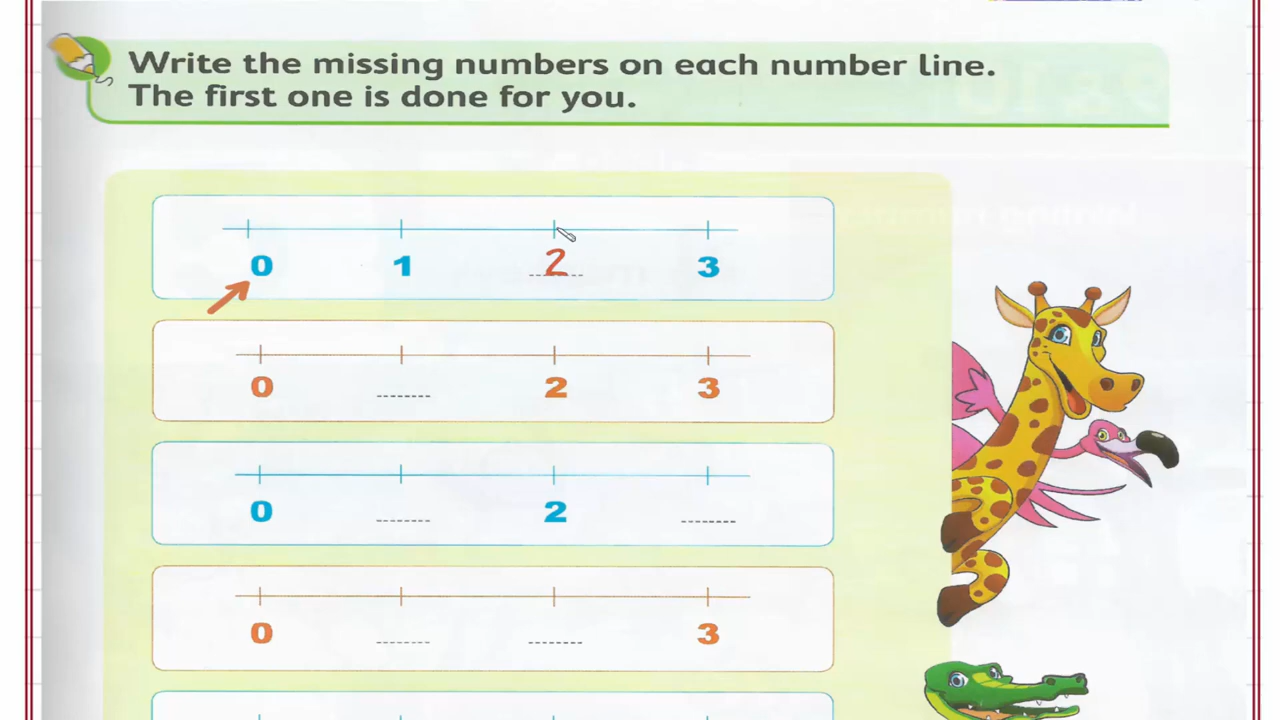 Write the missing numbers on each number line.
The first one is done for you.
0 1 2 3
0 ........ 2 3
0 ........ 2 ........
0 ........ ........ 3